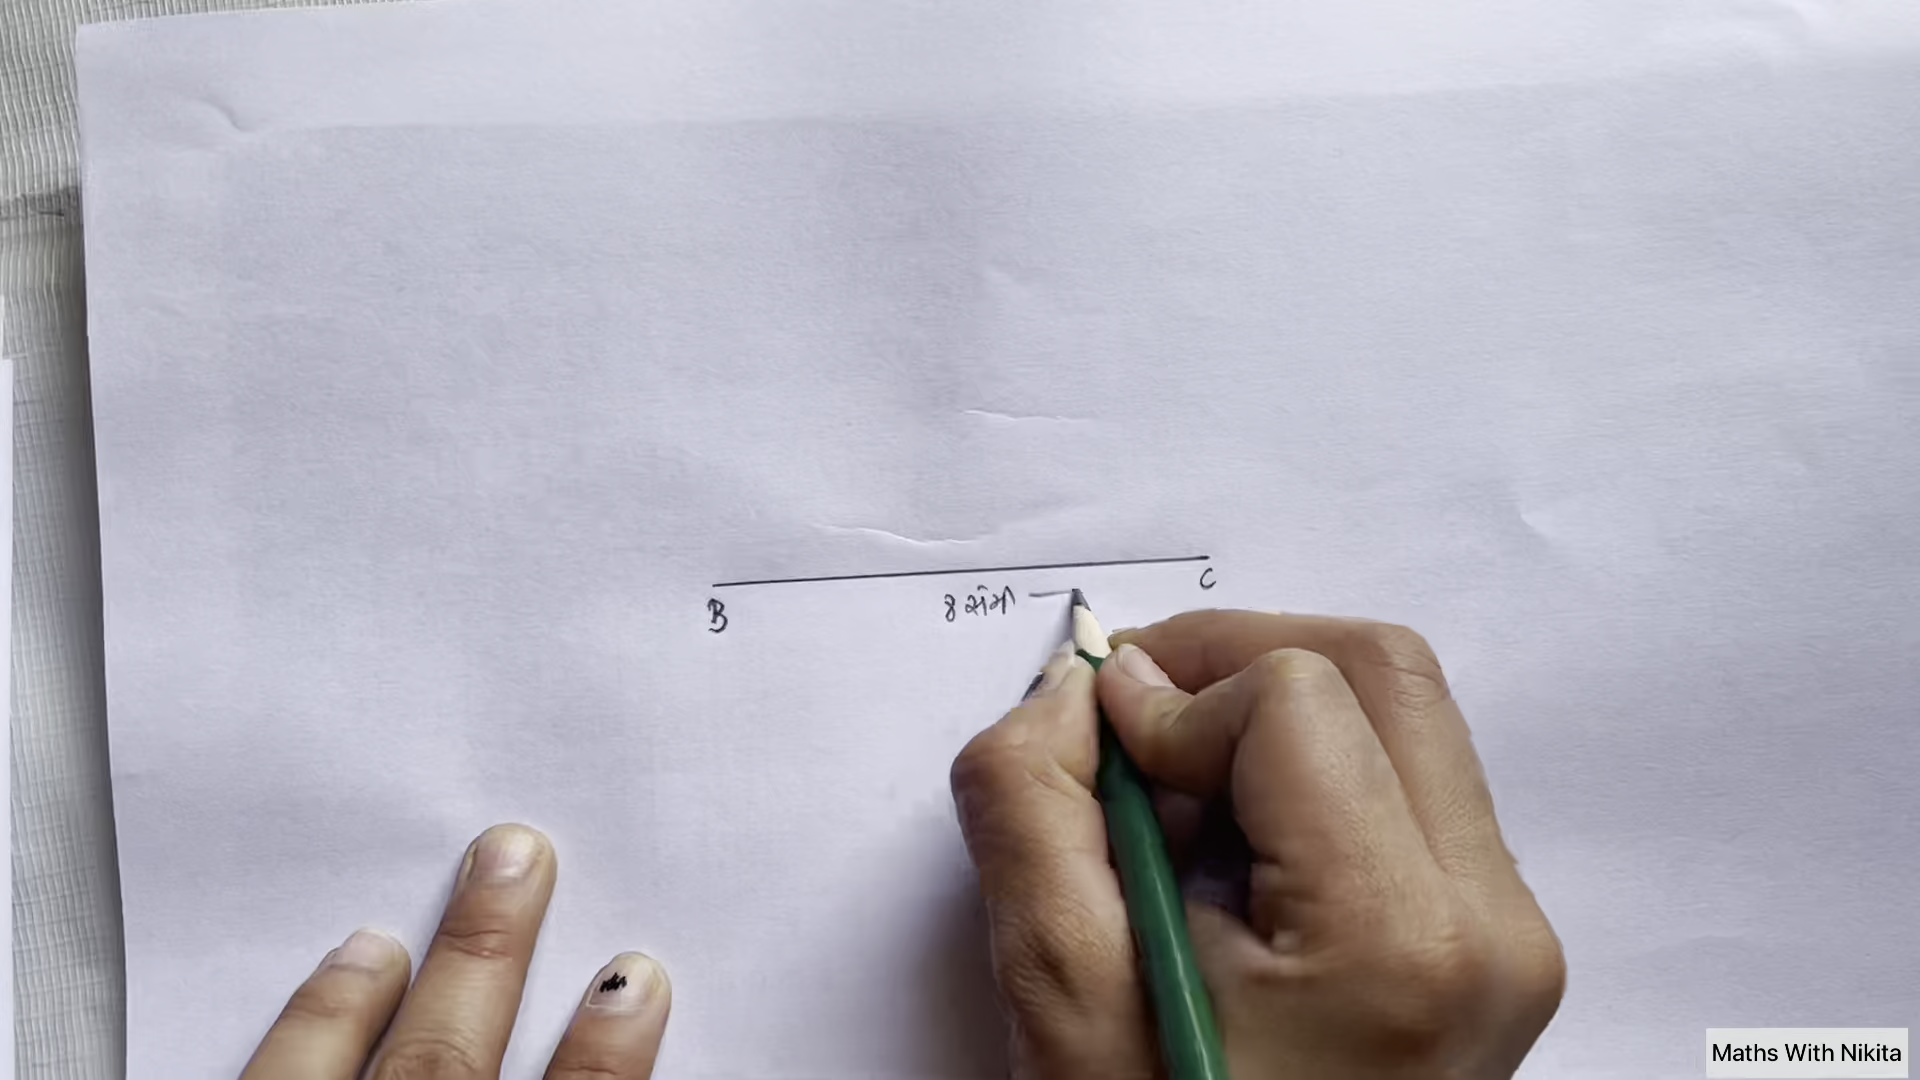 B
C
8 સેમી
Maths With Nikita